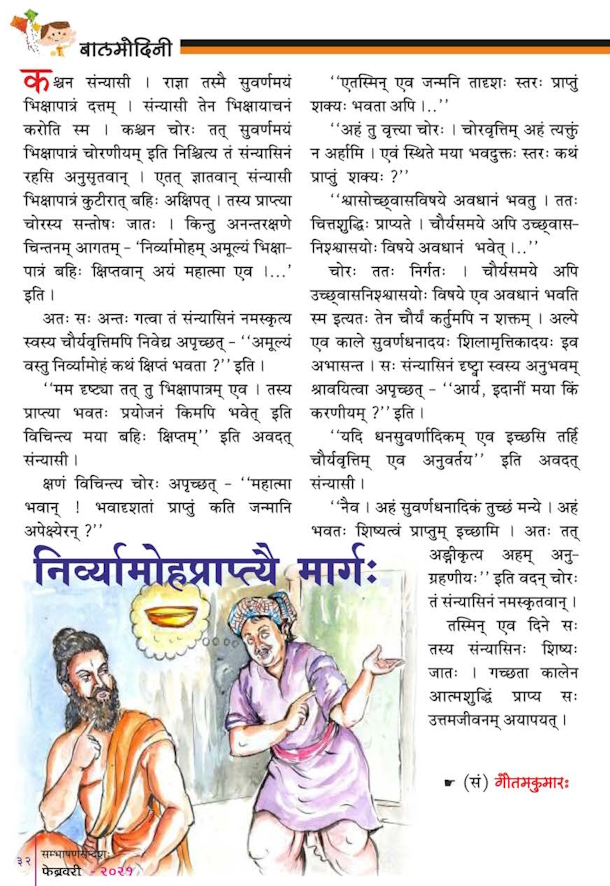 बालमोदिनी
कश्चन संन्यासी । राज्ञा तस्मै सुवर्णमयं
भिक्षापात्रं दत्तम् । संन्यासी तेन भिक्षायाचनं
करोति स्म । कश्चन चोरः तत् सुवर्णमयं
भिक्षापात्रं चोरणीयम् इति निश्चित्य तं संन्यासिनं
रहसि अनुसृतवान् । एतत् ज्ञातवान् संन्यासी
भिक्षापात्रं कुटीरात् बहिः अक्षिपत् । तस्य प्राप्त्या
चोरस्य सन्तोषः जातः । किन्तु अनन्तरक्षणे
चिन्तनम् आगतम् - ‘निर्व्यामोहम् अमूल्यं भिक्षा-
पात्रं बहिः क्षिप्तवान् अयं महात्मा एव ।...’
इति ।
अतः सः अन्तः गत्वा तं संन्यासिनं नमस्कृत्य
स्वस्य चौर्यवृत्तिमपि निवेद्य अपृच्छत् - ‘‘अमूल्यं
वस्तु निर्व्यामोहं कथं क्षिप्तं भवता ?’’ इति ।
‘‘मम दृष्ट्या तत् तु भिक्षापात्रम् एव । तस्य
प्राप्त्या भवतः प्रयोजनं किमपि भवेत् इति
विचिन्त्य मया बहिः क्षिप्तम्’’ इति अवदत्
संन्यासी ।
क्षणं विचिन्त्य चोरः अपृच्छत् - ‘‘महात्मा
भवान् ! भवादृशतां प्राप्तुं कति जन्मानि
अपेक्ष्येरन् ?’’
‘‘एतस्मिन् एव जन्मनि तादृशः स्तरः प्राप्तुं
शक्यः भवता अपि ।..’’
‘‘अहं तु वृत्त्या चोरः । चोरवृत्तिम् अहं त्यक्तुं
न अर्हामि । एवं स्थिते मया भवदुक्तः स्तरः कथं
प्राप्तुं शक्यः ?’’
‘‘श्वासोच्छ्वासविषये अवधानं भवतु । ततः
चित्तशुद्धिः प्राप्यते । चौर्यसमये अपि उच्छ्वास-
निश्श्वासयोः विषये अवधानं भवेत् ।..’’
चोरः ततः निर्गतः । चौर्यसमये अपि
उच्छ्वासनिश्श्वासयोः विषये एव अवधानं भवति
स्म इत्यतः तेन चौर्यं कर्तुमपि न शक्तम् । अल्पे
एव काले सुवर्णधनादयः शिलामृत्तिकादयः इव
अभासन्त । सः संन्यासिनं दृष्ट्वा स्वस्य अनुभवम्
श्रावयित्वा अपृच्छत् - ‘‘आर्य, इदानीं मया किं
करणीयम् ?’’ इति ।
‘‘यदि धनसुवर्णादिकम् एव इच्छसि तर्हि
चौर्यवृत्तिम् एव अनुवर्तय’’ इति अवदत्
संन्यासी ।
‘‘नैव । अहं सुवर्णधनादिकं तुच्छं मन्ये । अहं
भवतः शिष्यत्वं प्राप्तुम् इच्छामि । अतः तत्
अङ्गीकृत्य अहम् अनु-
ग्रहणीयः’’ इति वदन् चोरः
तं संन्यासिनं नमस्कृतवान् ।
तस्मिन् एव दिने सः
तस्य संन्यासिनः शिष्यः
जातः । गच्छता कालेन
आत्मशुद्धिं प्राप्य सः
उत्तमजीवनम् अयापयत् ।
☛ (सं) गौतमकुमारः
निर्व्यामोहप्राप्त्यै मार्गः
३२
सम्भाषणसन्देशः
फेब्रवरी - २०२१